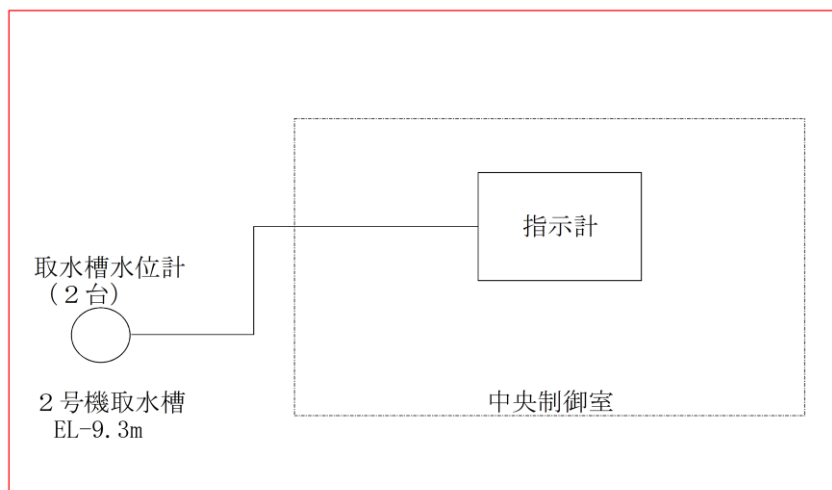 指示計
取水槽水位計
(２台)
２号機取水槽
EL-9.3m
中央制御室